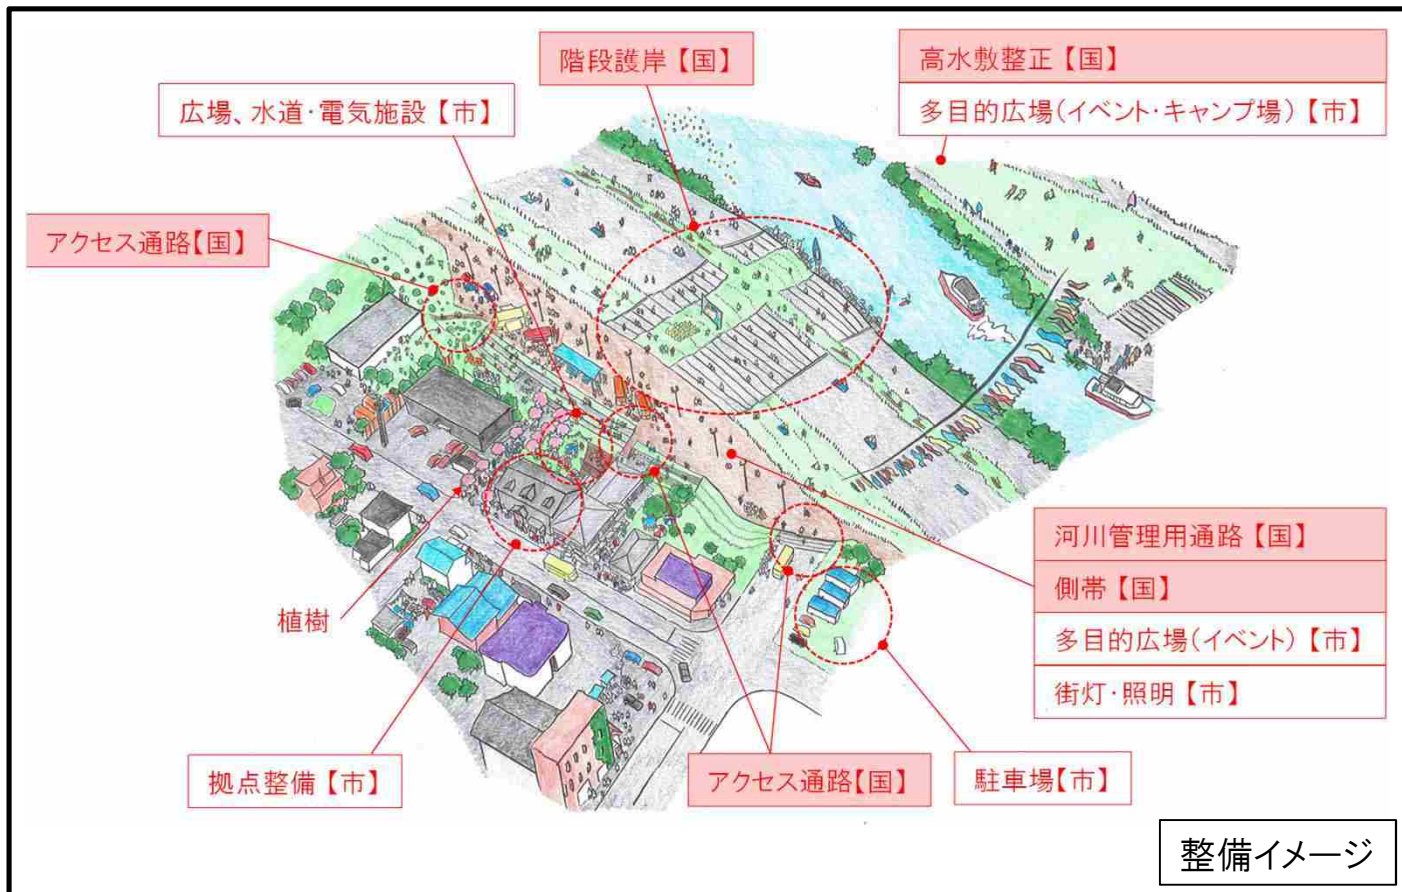 階段護岸【国】
高水敷整正【国】
多目的広場(イベント・キャンプ場)【市】
広場、水道・電気施設【市】
アクセス通路【国】
河川管理用通路【国】
側帯【国】
多目的広場(イベント)【市】
街灯・照明【市】
植樹
拠点整備【市】
アクセス通路【国】
駐車場【市】
整備イメージ